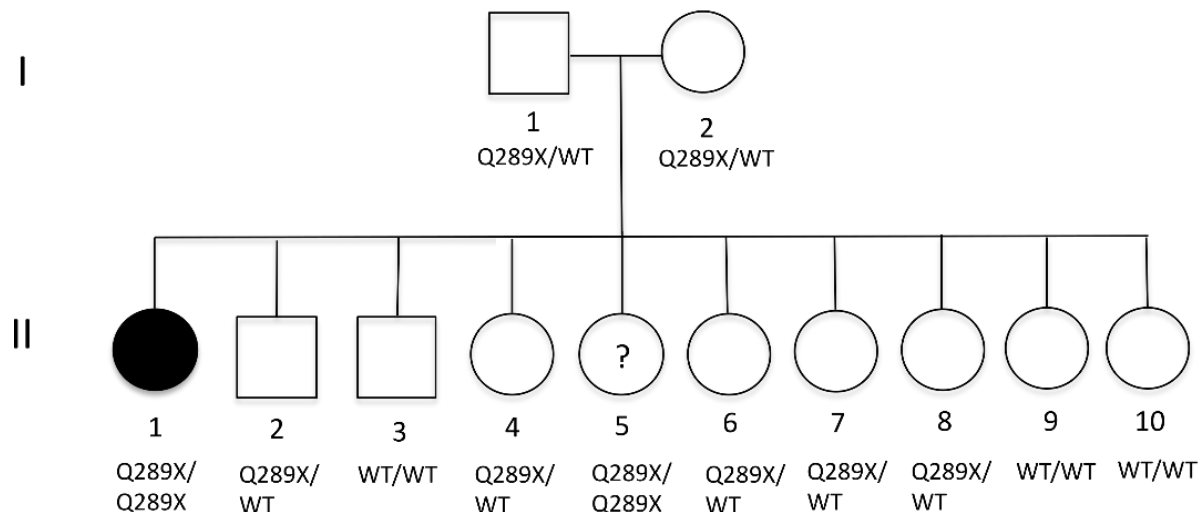 I
1 2
Q289X/WT Q289X/WT
II
?
1 2 3 4 5 6 7 8 9 10
Q289X/ Q289X/ WT/WT Q289X/ Q289X/ Q289X/ Q289X/ Q289X/ WT/WT WT/WT
Q289X WT WT Q289X WT WT WT